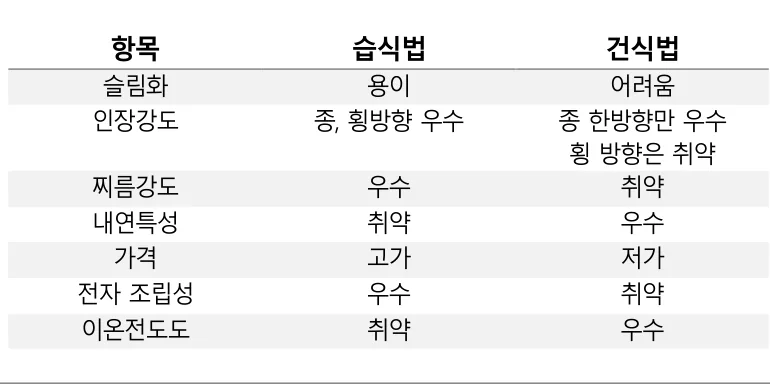 항목 습식법 건식법
슬림화 용이 어려움
인장강도 종, 횡방향 우수 종 한방향만 우수
횡 방향은 취약
찌름강도 우수 취약
내연특성 취약 우수
가격 고가 저가
전자 조립성 우수 취약
이온전도도 취약 우수